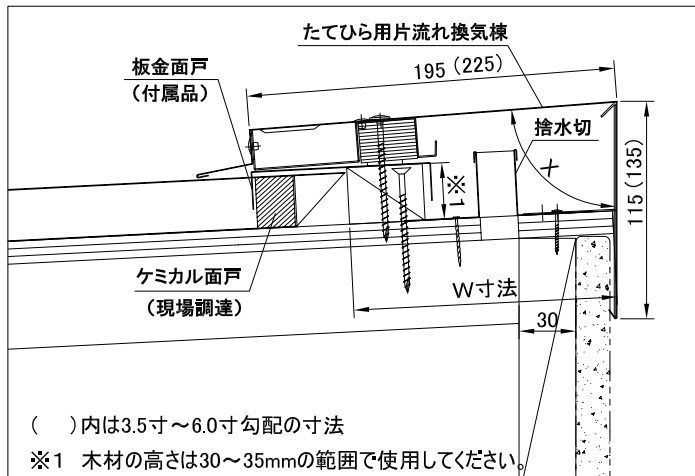 たてひら用片流れ換気棟
板金面戸
(付属品)
195(225)
捨水切
X
※1
115(135)
ケミカル面戸
(現場調達)
W寸法
30
(　)内は3.5寸～6.0寸勾配の寸法
※1 木材の高さは30～35mmの範囲で使用してください。